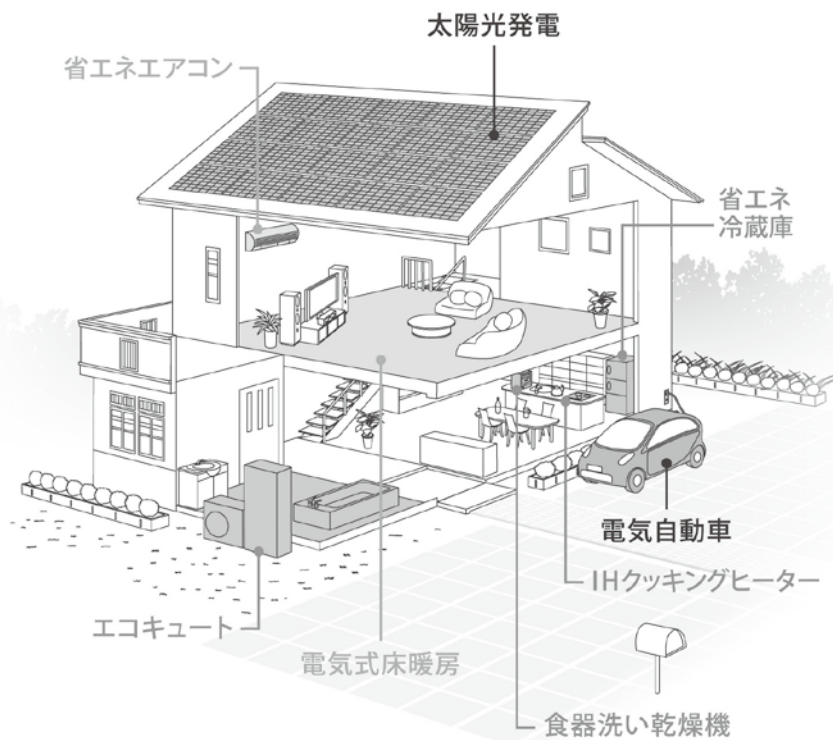 太陽光発電
省エネエアコン
省エネ
冷蔵庫
電気自動車
IHクッキングヒーター
エコキュート
電気式床暖房
食器洗い乾燥機